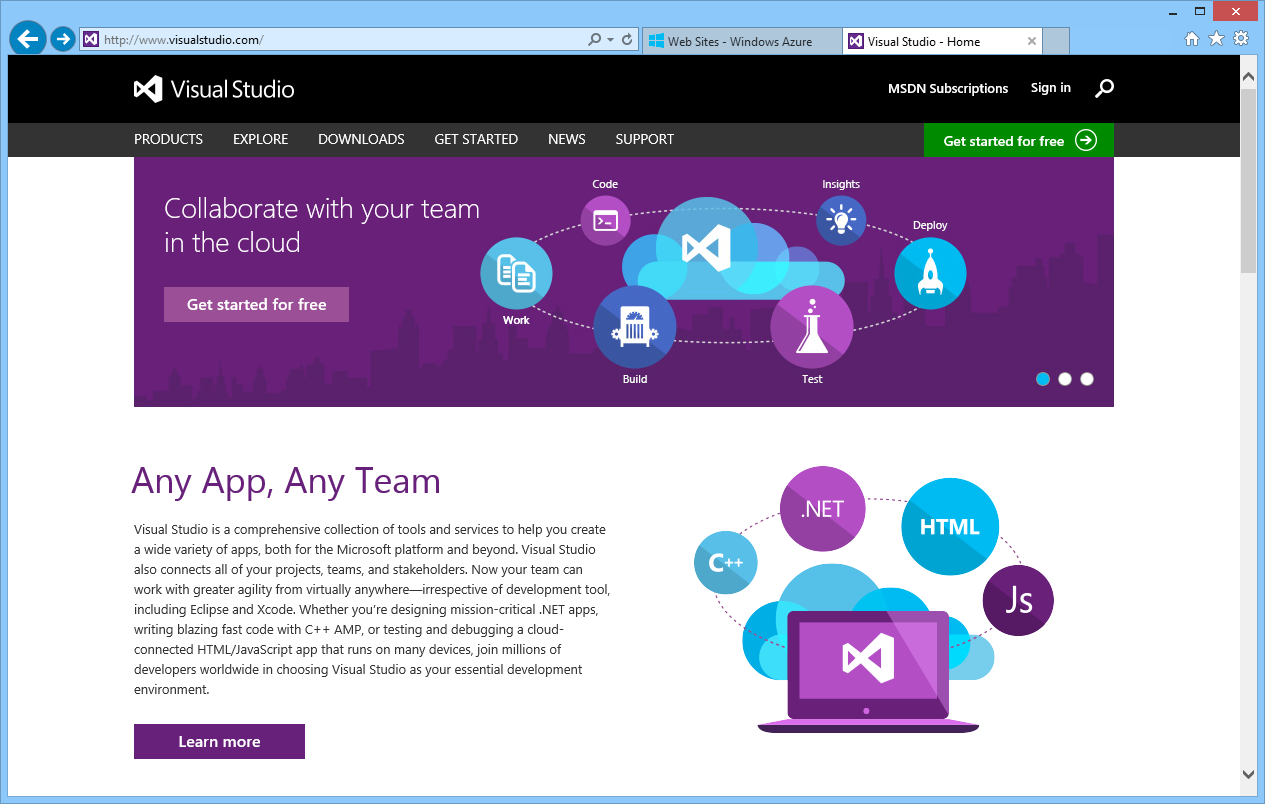 http://www.visualstudio.com/
Web Sites - Windows Azure
Visual Studio - Home
Visual Studio
MSDN Subscriptions
Sign in
PRODUCTS
EXPLORE
DOWNLOADS
GET STARTED
NEWS
SUPPORT
Get started for free
Collaborate with your team
in the cloud
Get started for free
Code
Insights
Deploy
Work
Build
Test
Any App, Any Team
Visual Studio is a comprehensive collection of tools and services to help you create
a wide variety of apps, both for the Microsoft platform and beyond. Visual Studio
also connects all of your projects, teams, and stakeholders. Now your team can
work with greater agility from virtually anywhere—irrespective of development tool,
including Eclipse and Xcode. Whether you’re designing mission-critical .NET apps,
writing blazing fast code with C++ AMP, or testing and debugging a cloud-
connected HTML/JavaScript app that runs on many devices, join millions of
developers worldwide in choosing Visual Studio as your essential development
environment.
Learn more
.NET
HTML
C++
Js